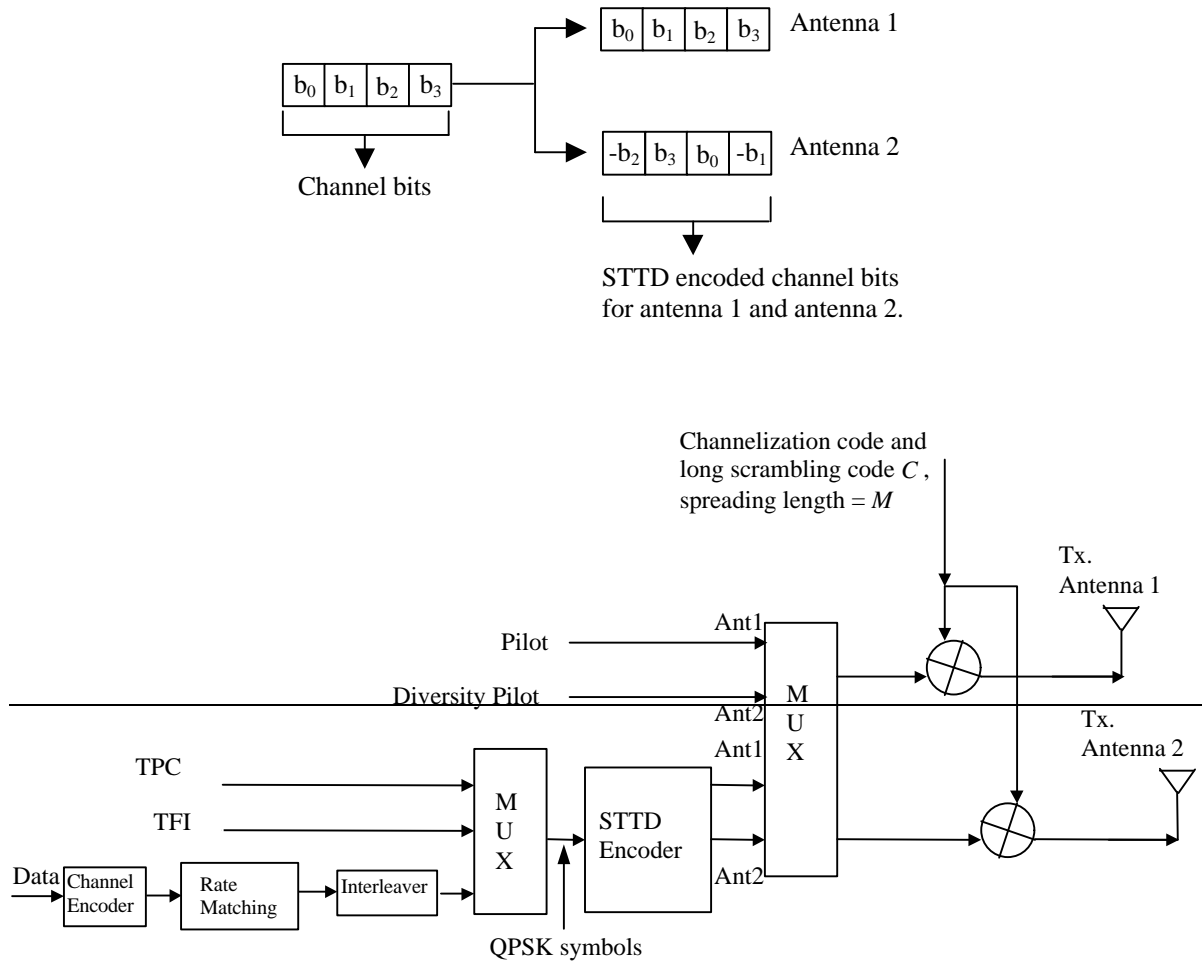 b0 b1 b2 b3 Antenna 1
b0 b1 b2 b3
-b2 b3 b0 -b1 Antenna 2
Channel bits
STTD encoded channel bits
for antenna 1 and antenna 2.
Channelization code and
long scrambling code C ,
spreading length = M
Tx.
Antenna 1
Pilot
Ant1
Diversity Pilot
Ant2
MUX
Tx.
Antenna 2
Ant1
TPC
TFI
MUX
STTD
Encoder
Ant2
Data
Channel
Encoder
Rate
Matching
Interleaver
QPSK symbols